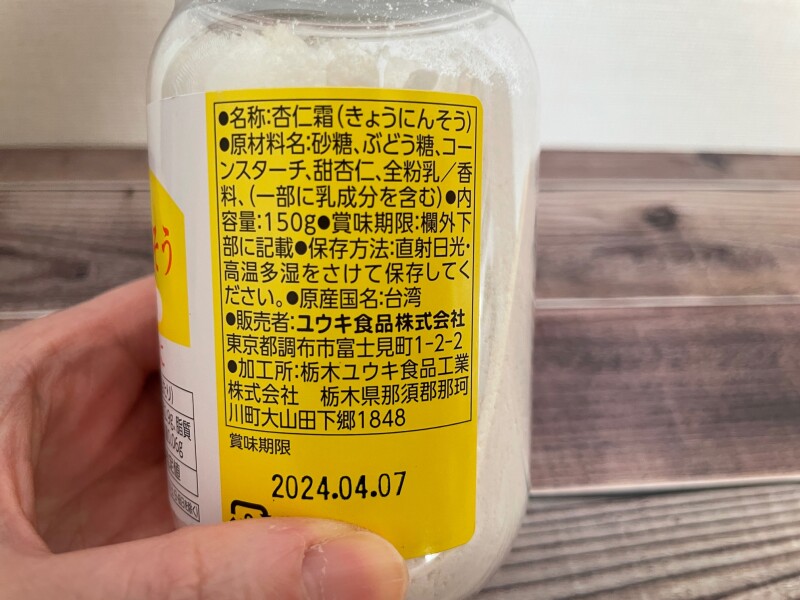 ●名称:杏仁霜(きょうにんそう)
●原材料名:砂糖、ぶどう糖、コー
ンスターチ、甜杏仁、全粉乳/香
料、(一部に乳成分を含む)●内
容量:150g●賞味期限:欄外下
部に記載●保存方法:直射日光・
高温多湿をさけて保存してく
ださい。●原産国名:台湾
●販売者:ユウキ食品株式会社
東京都調布市富士見町1-2-2
●加工所:栃木ユウキ食品工業
株式会社 栃木県那須郡那珂
川町大山田下郷1848
賞味期限
2024.04.07
そう
脂質